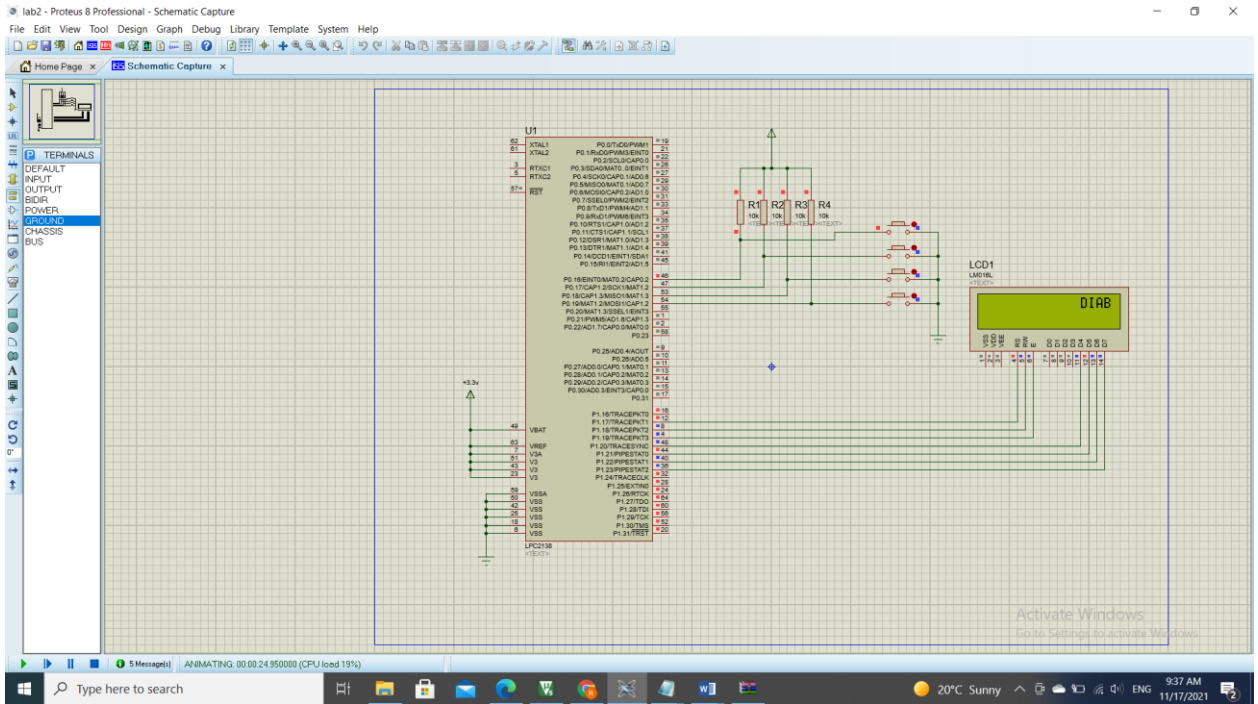 lab2 - Proteus 8 Professional - Schematic Capture
File Edit View Tool Design Graph Debug Library Template System Help
Home Page
Schematic Capture
TERMINALS
DEFAULT
INPUT
OUTPUT
BIDIR
POWER
GROUND
CHASSIS
BUS
U1
XTAL1
XTAL2
RTXC1
RTXC2
RST
VBAT
VREF
V3A
V3
V3
V3
VSSA
VSS
VSS
VSS
VSS
VSS
P0.0/TxD0/PWM1
P0.1/RxD0/PWM3/EINT0
P0.2/SCL0/CAP0.0
P0.3/SDA0/MAT0..0/EINT1
P0.4/SCK0/CAP0.1/AD0.6
P0.5/MISO0/MAT0.1/AD0.7
P0.6/MOSI0/CAP0.2/AD1.0
P0.7/SSEL0/PWM2/EINT2
P0.8/TxD1/PWM4/AD1.1
P0.9/RxD1/PWM6/EINT3
P0.10/RTS1/CAP1.0/AD1.2
P0.11/CTS1/CAP1.1/SCL1
P0.12/DSR1/MAT1.0/AD1.3
P0.13/DTR1/MAT1.1/AD1.4
P0.14/DCD1/EINT1/SDA1
P0.15/RI1/EINT2/AD1.5
P0.16/EINT0/MAT0.2/CAP0.2
P0.17/CAP1.2/SCK1/MAT1.2
P0.18/CAP1.3/MISO1/MAT1.3
P0.19/MAT1.2/MOSI1/CAP1.2
P0.20/MAT1.3/SSEL1/EINT3
P0.21/PWM5/AD1.6/CAP1.3
P0.22/AD1.7/CAP0.0/MAT0.0
P0.23
P0.25/AD0.4/AOUT
P0.26/AD0.5
P0.27/AD0.0/CAP0.1/MAT0.1
P0.28/AD0.1/CAP0.2/MAT0.2
P0.29/AD0.2/CAP0.3/MAT0.3
P0.30/AD0.3/EINT3/CAP0.0
P0.31
P1.16/TRACEPKT0
P1.17/TRACEPKT1
P1.18/TRACEPKT2
P1.19/TRACEPKT3
P1.20/TRACESYNC
P1.21/PIPESTAT0
P1.22/PIPESTAT1
P1.23/PIPESTAT2
P1.24/TRACECLK
P1.25/EXTIN0
P1.26/RTCK
P1.27/TDO
P1.28/TDI
P1.29/TCK
P1.30/TMS
P1.31/TRST
LPC2138
<TEXT>
+3.3v
R1 R2 R3 R4
10k 10k 10k 10k
LCD1
LM016L
<TEXT>
DIAB
VSS VDD VEE RS RW E D0 D1 D2 D3 D4 D5 D6 D7
1 2 3 4 5 6 7 8 9 10 11 12 13 14
Activate Windows
Go to Settings to activate Windows.
0°
5 Message(s)
ANIMATING: 00:00:24.950000 (CPU load 19%)
Type here to search
20°C Sunny
ENG
9:37 AM
11/17/2021
2